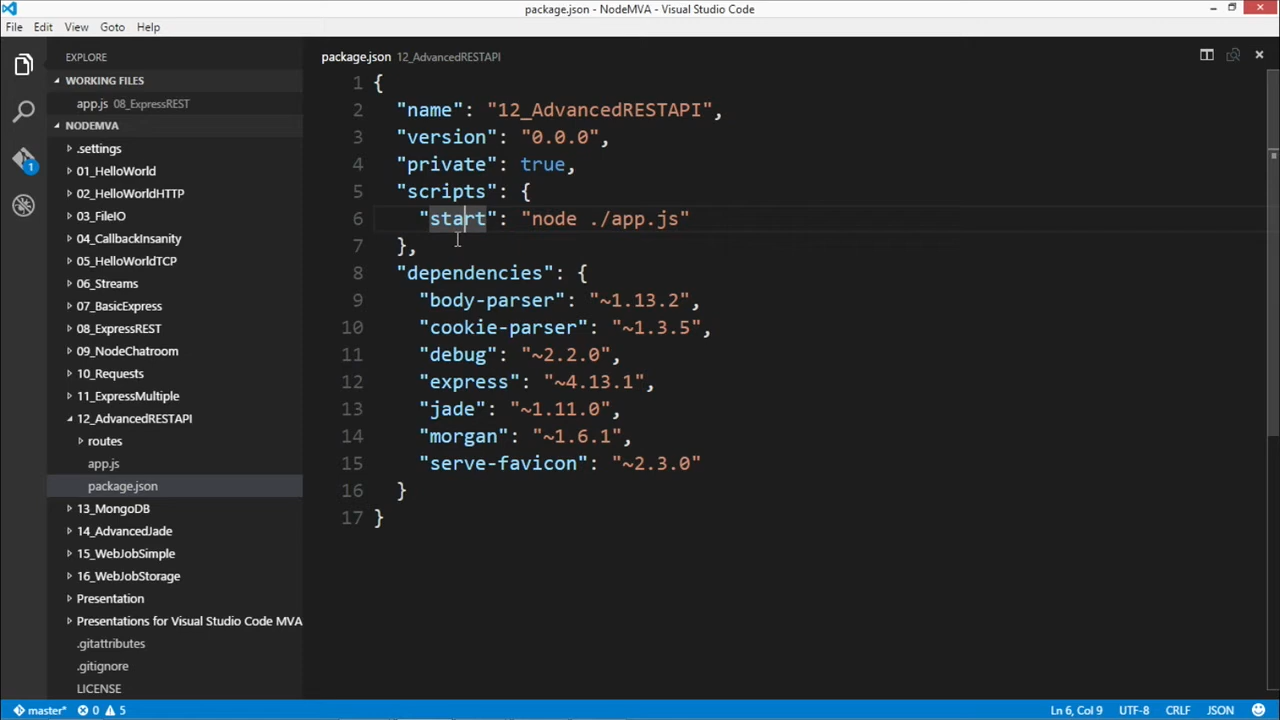 package.json - NodeMVA - Visual Studio Code
File Edit View Goto Help
EXPLORE
WORKING FILES
app.js 08_ExpressREST
NODEMVA
.settings
01_HelloWorld
02_HelloWorldHTTP
03_FileIO
04_CallbackInsanity
05_HelloWorldTCP
06_Streams
07_BasicExpress
08_ExpressREST
09_NodeChatroom
10_Requests
11_ExpressMultiple
12_AdvancedRESTAPI
routes
app.js
package.json
13_MongoDB
14_AdvancedJade
15_WebJobSimple
16_WebJobStorage
Presentation
Presentations for Visual Studio Code MVA
.gitattributes
.gitignore
LICENSE
1
package.json 12_AdvancedRESTAPI
1 {
2 "name": "12_AdvancedRESTAPI",
3 "version": "0.0.0",
4 "private": true,
5 "scripts": {
6 "start": "node ./app.js"
7 },
8 "dependencies": {
9 "body-parser": "~1.13.2",
10 "cookie-parser": "~1.3.5",
11 "debug": "~2.2.0",
12 "express": "~4.13.1",
13 "jade": "~1.11.0",
14 "morgan": "~1.6.1",
15 "serve-favicon": "~2.3.0"
16 }
17 }
master* 0 5 Ln 6, Col 9 UTF-8 CRLF JSON